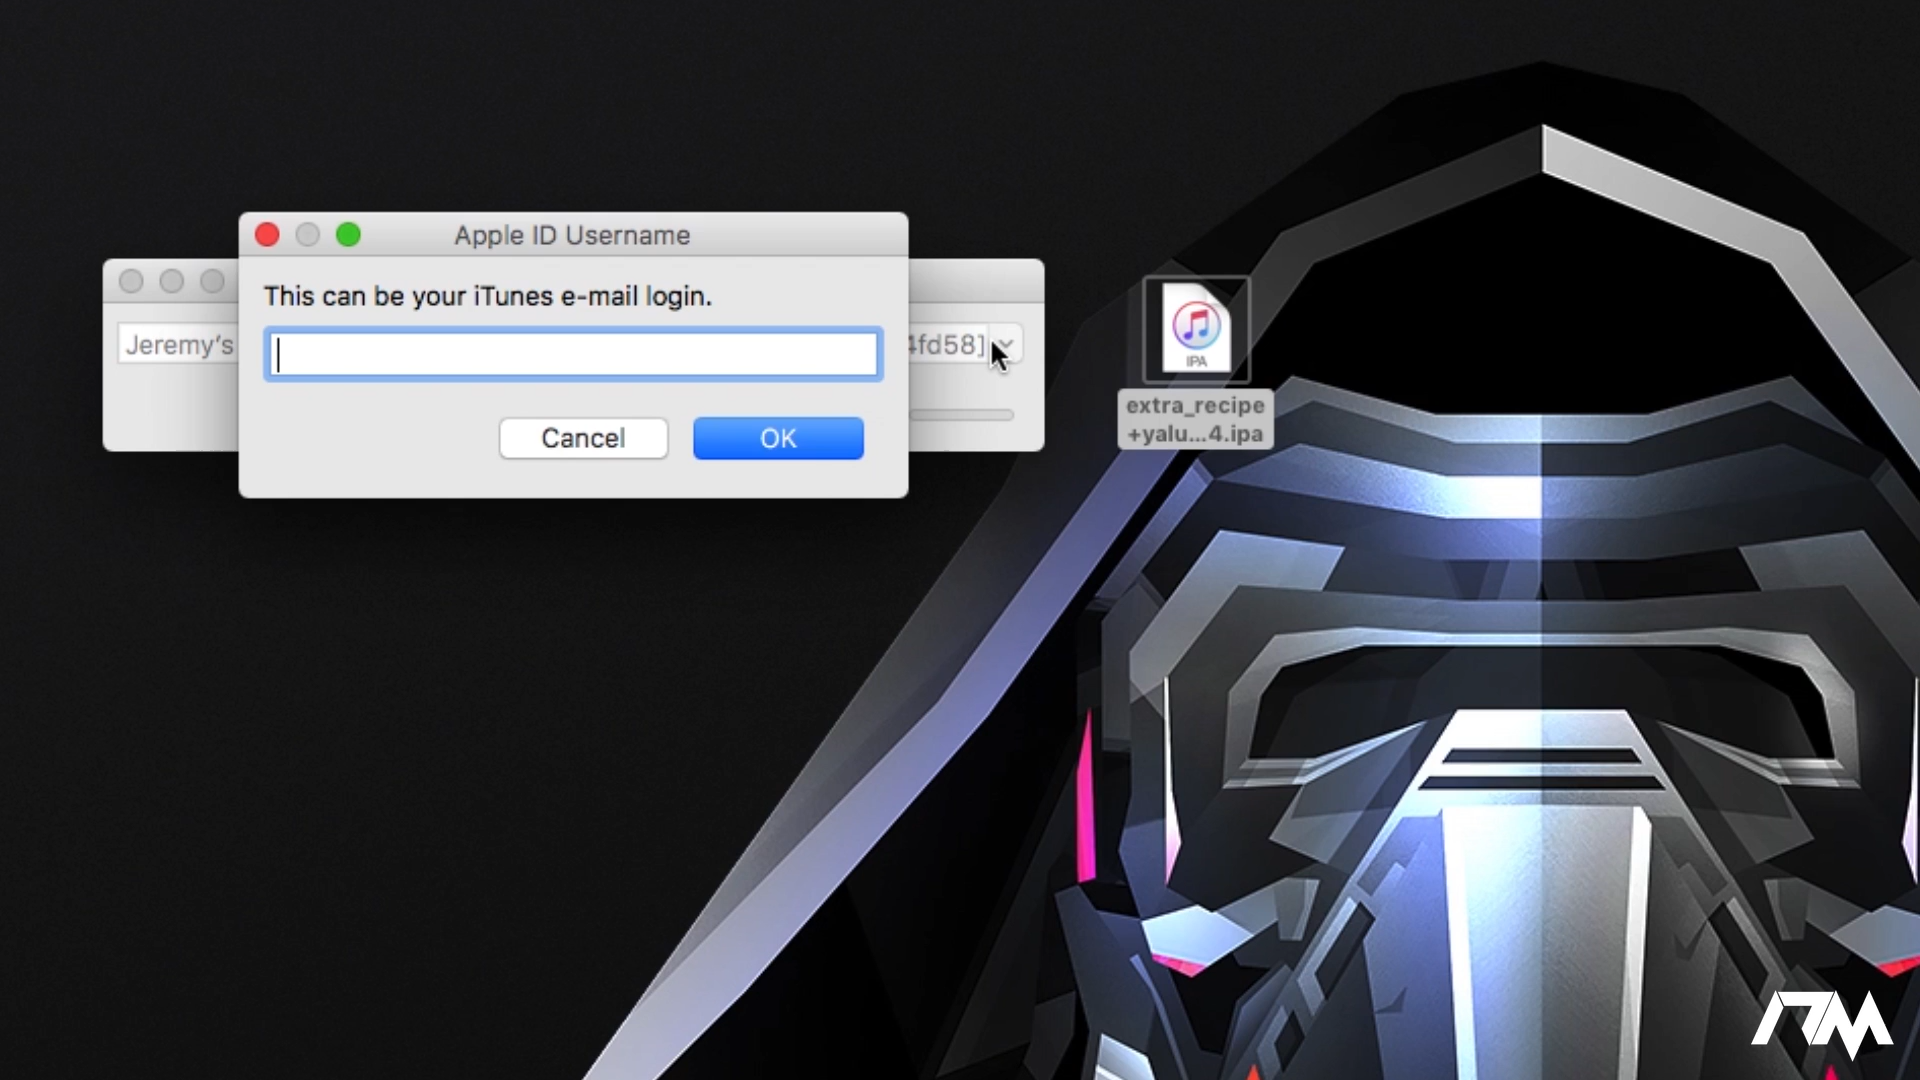 Apple ID Username
This can be your iTunes e-mail login.
Jeremy's
4fd58]
Cancel
OK
IPA
extra_recipe
+yalu...4.ipa